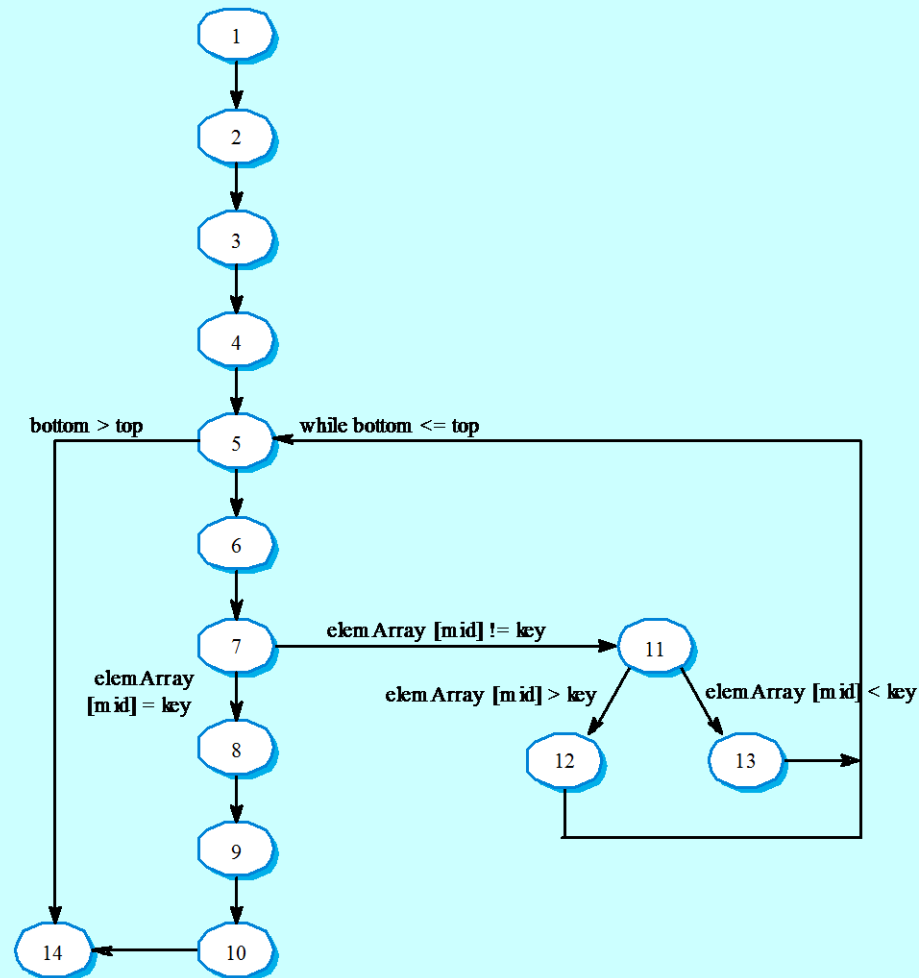 1
2
3
4
bottom > top
5
while bottom <= top
6
7
elemArray [mid] != key
11
elemArray
[mid] = key
elemArray [mid] > key
elemArray [mid] < key
8
12
13
9
14
10